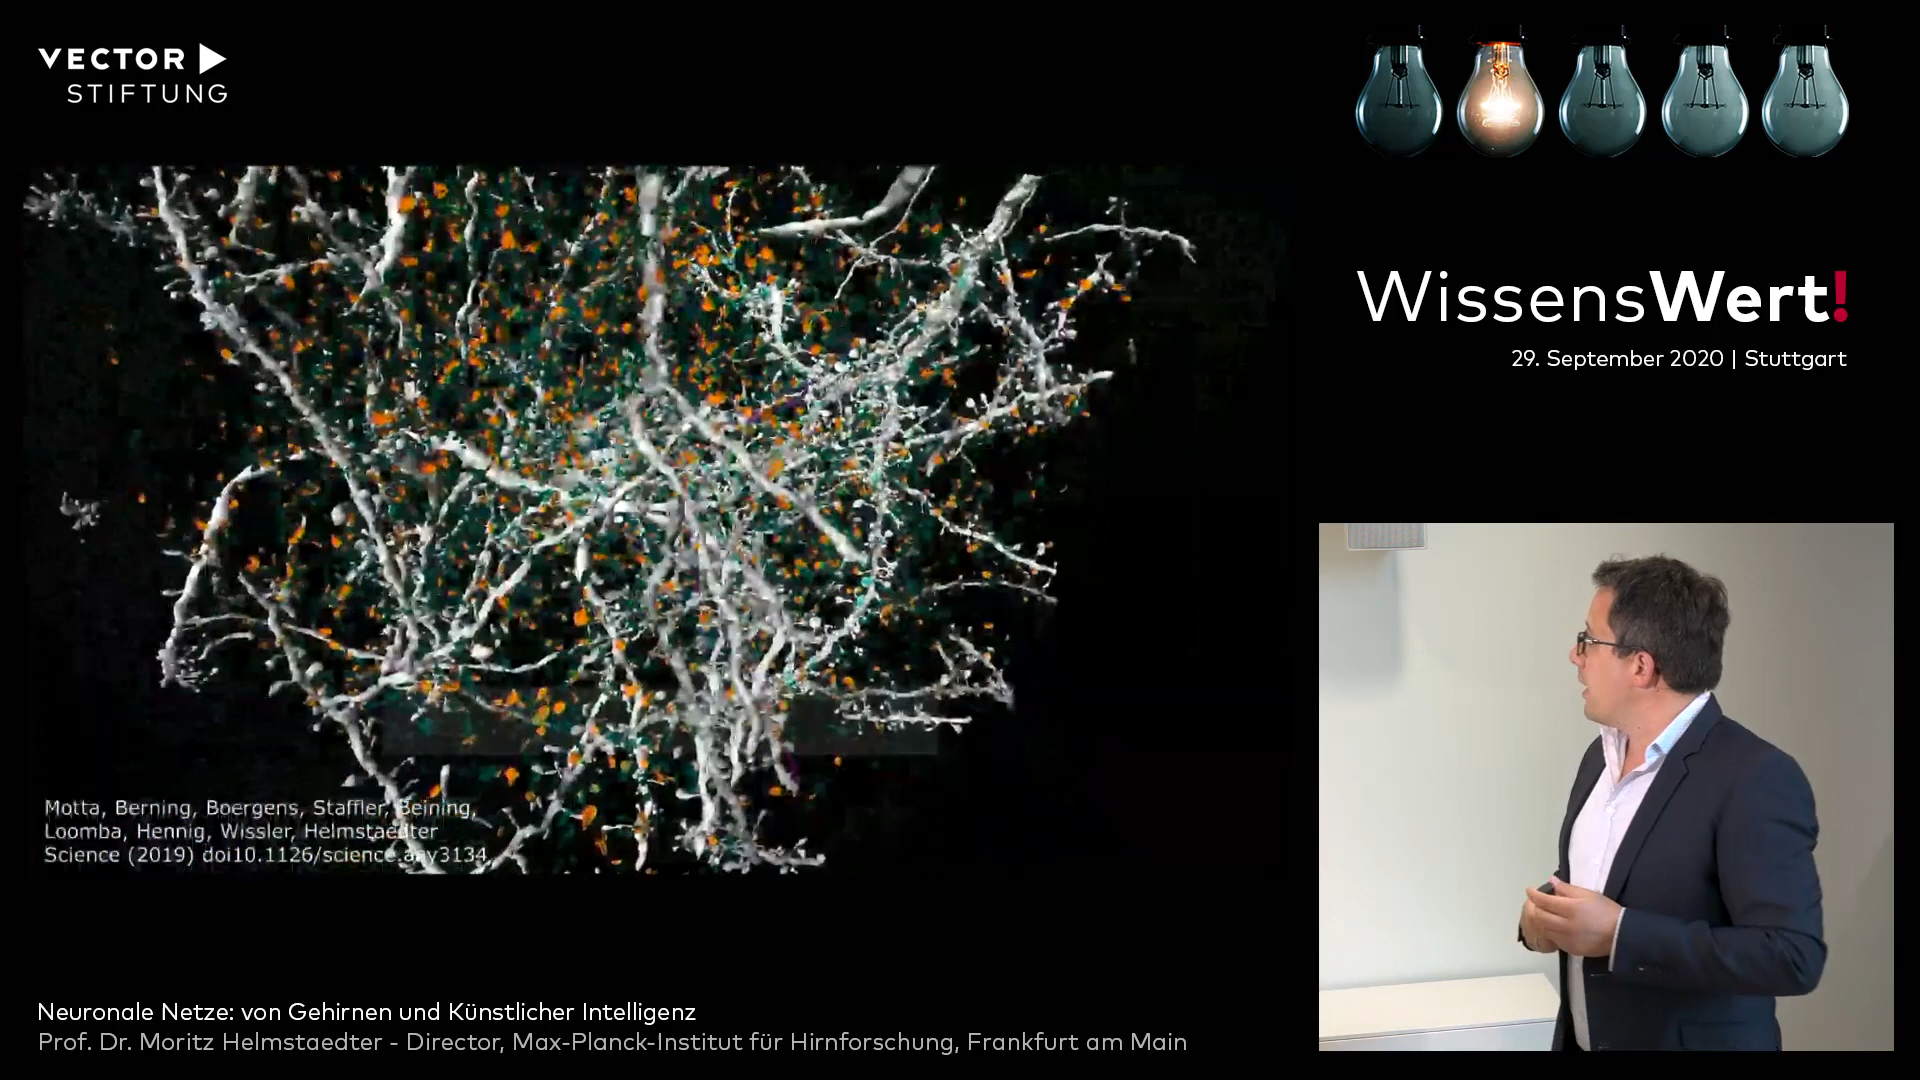 VECTOR
STIFTUNG
WissensWert!
29. September 2020 | Stuttgart
Motta, Berning, Boergens, Staffler, Beining,
Loomba, Hennig, Wissler, Helmstaedter
Science (2019) doi10.1126/science.aay3134
Neuronale Netze: von Gehirnen und Künstlicher Intelligenz
Prof. Dr. Moritz Helmstaedter - Director, Max-Planck-Institut für Hirnforschung, Frankfurt am Main